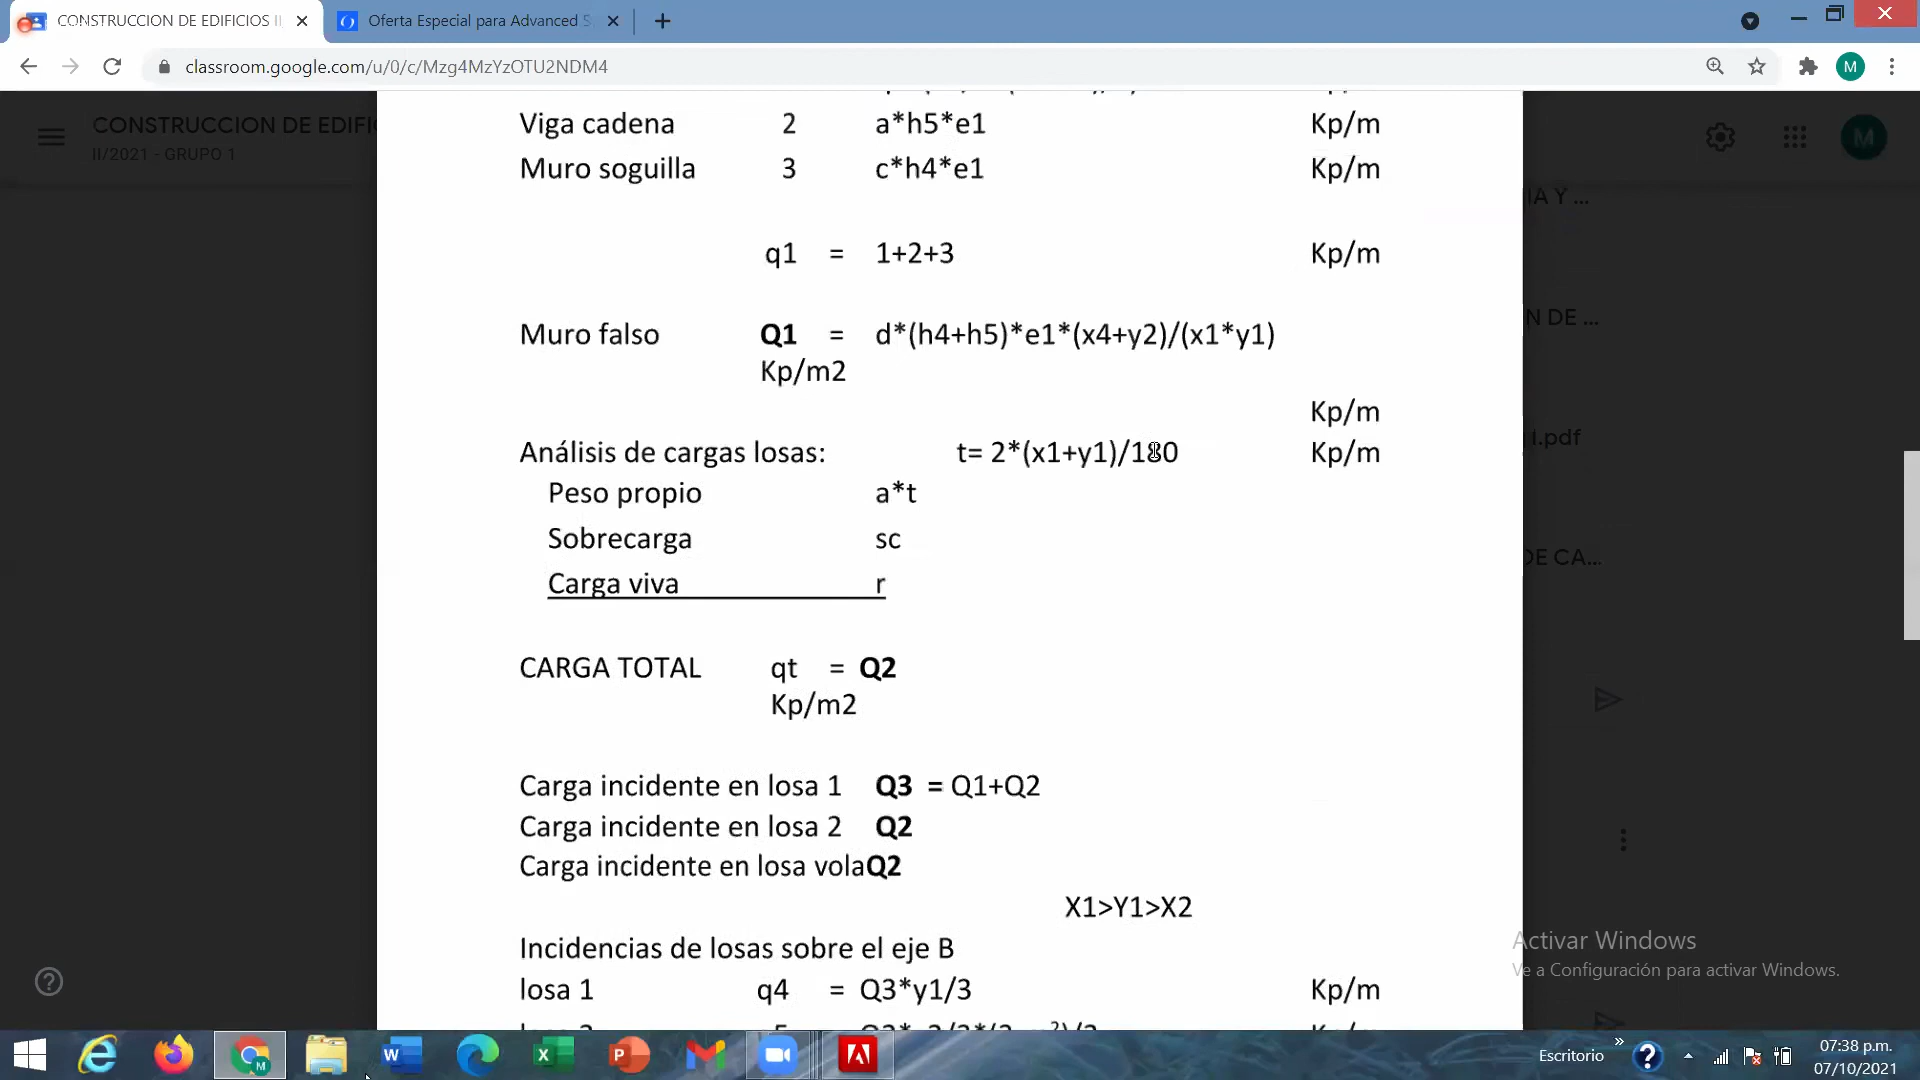 CONSTRUCCION DE EDIFICIOS II
Oferta Especial para Advanced S
classroom.google.com/u/0/c/Mzg4MzYzOTU2NDM4
M
CONSTRUCCION DE EDIFI
II/2021 - GRUPO 1
M
Viga cadena 2 a*h5*e1 Kp/m
Muro soguilla 3 c*h4*e1 Kp/m
IA Y ...
q1 = 1+2+3 Kp/m
N DE ...
Muro falso Q1 = d*(h4+h5)*e1*(x4+y2)/(x1*y1)
Kp/m2
Kp/m
.pdf
Análisis de cargas losas: t= 2*(x1+y1)/180 Kp/m
Peso propio a*t
Sobrecarga sc
DE CA...
Carga viva r
CARGA TOTAL qt = Q2
Kp/m2
Carga incidente en losa 1 Q3 = Q1+Q2
Carga incidente en losa 2 Q2
Carga incidente en losa volaQ2
X1>Y1>X2
Incidencias de losas sobre el eje B
losa 1 q4 = Q3*y1/3 Kp/m
Activar Windows
Ve a Configuración para activar Windows.
Escritorio
07:38 p.m.
07/10/2021